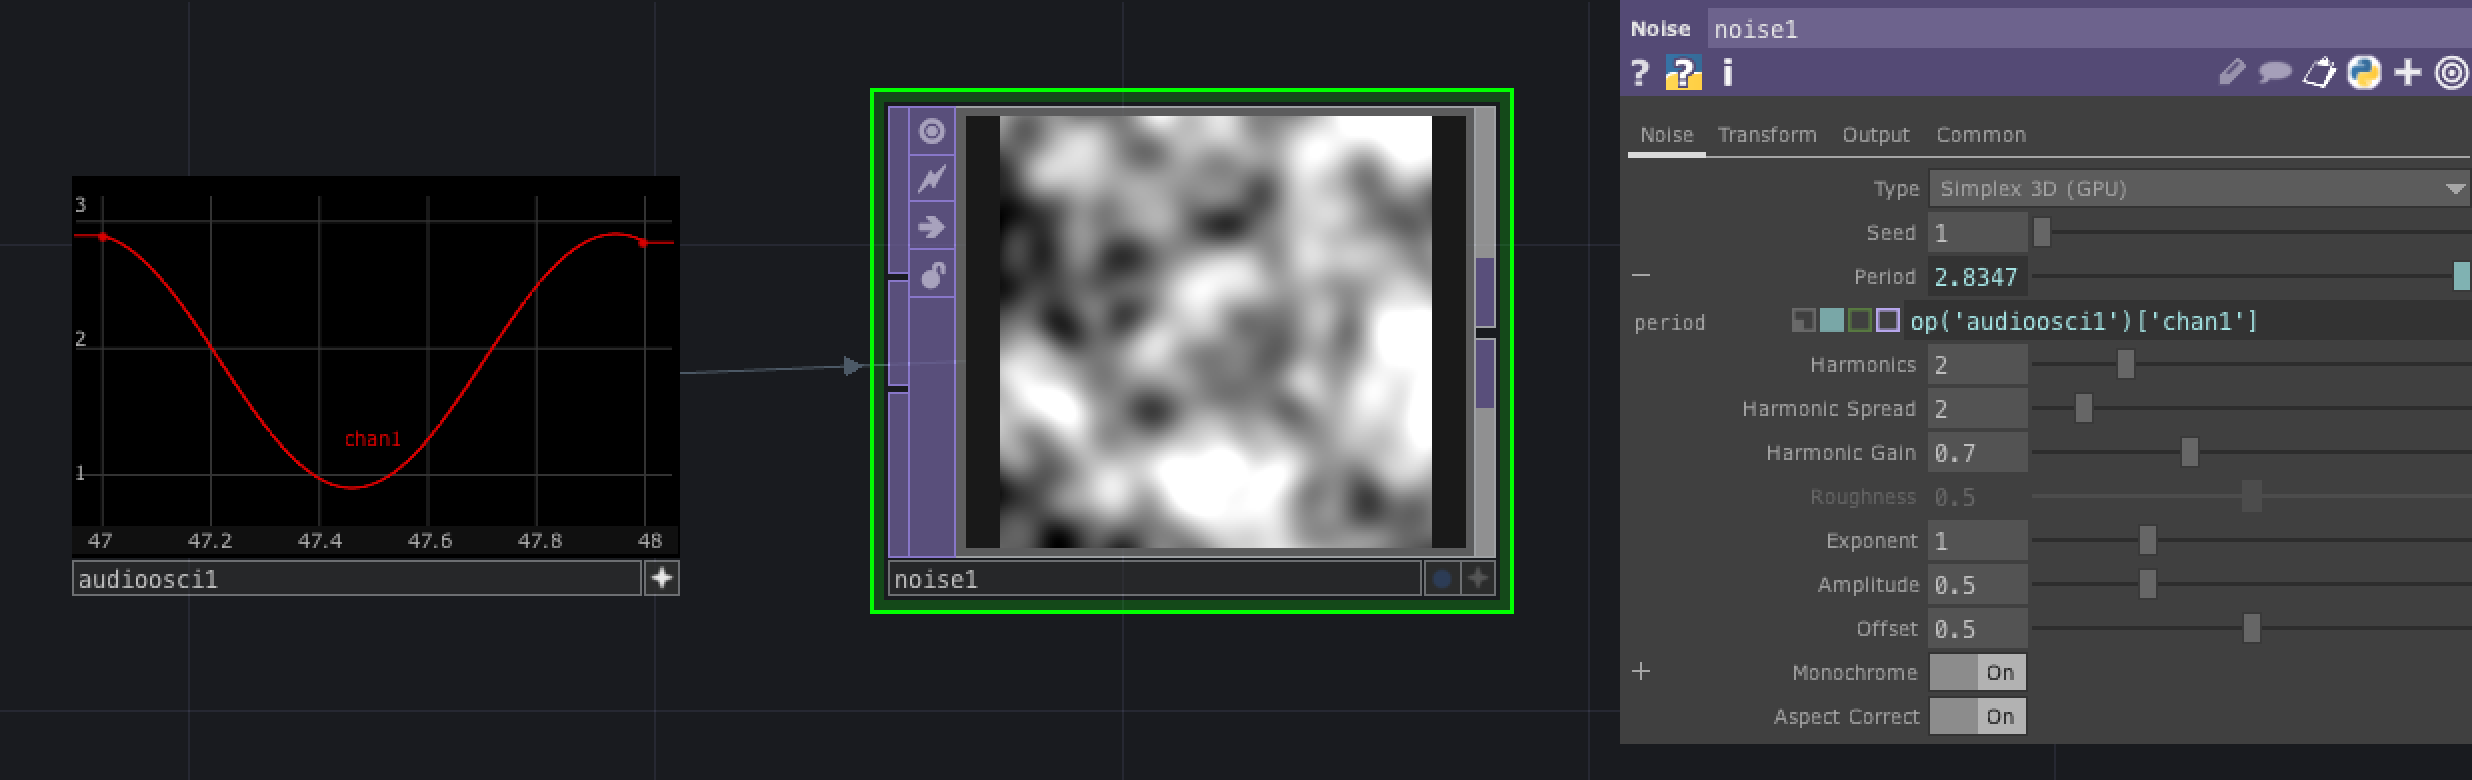 3
2
1
chan1
47 47.2 47.4 47.6 47.8 48
audioosci1
noise1
Noise noise1
? ? i
Noise Transform Output Common
Type Simplex 3D (GPU)
Seed 1
Period 2.8347
period op('audioosci1')['chan1']
Harmonics 2
Harmonic Spread 2
Harmonic Gain 0.7
Roughness 0.5
Exponent 1
Amplitude 0.5
Offset 0.5
Monochrome On
Aspect Correct On